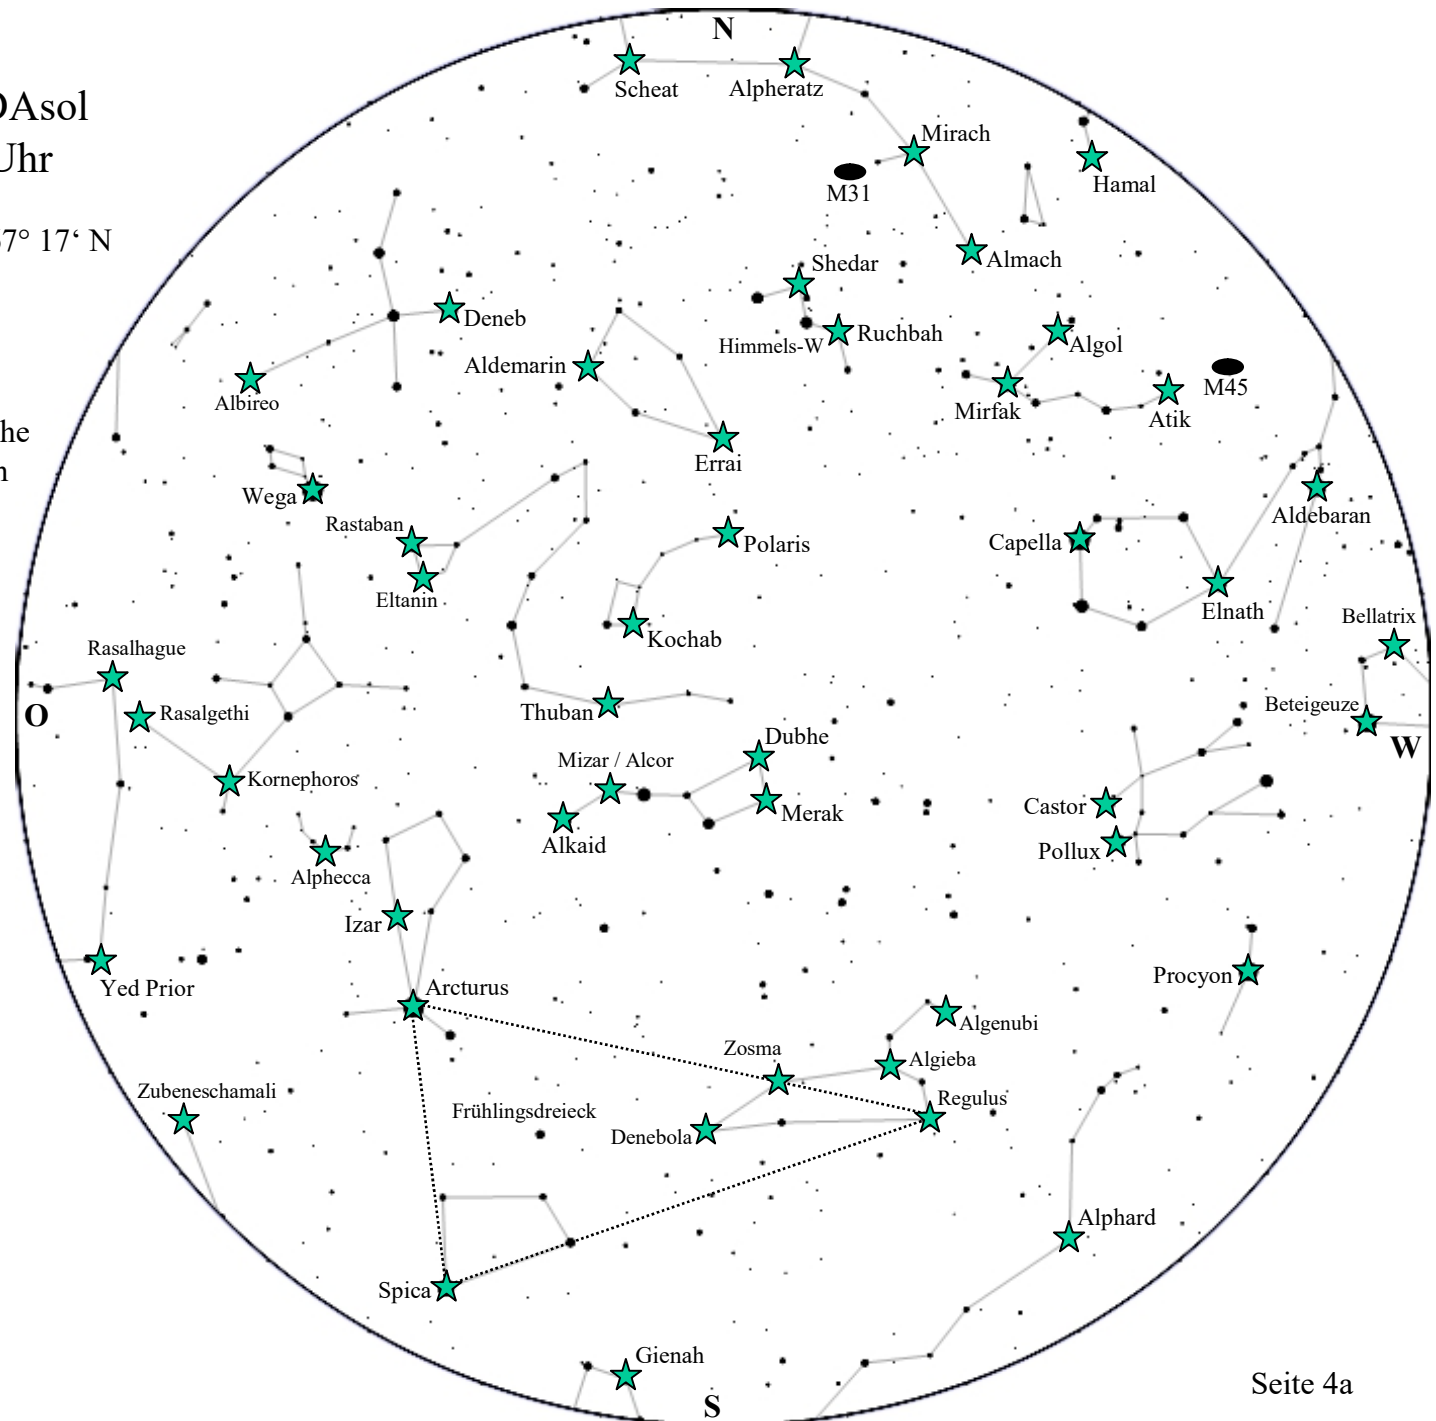 N
Scheat
Alpheratz
DAsol
Uhr
Mirach
Hamal
M31
7° 17‘ N
Almach
Shedar
Deneb
Himmels-W
Ruchbah
Algol
Aldemarin
M45
Albireo
Mirfak
Atik
he
n
Errai
Wega
Aldebaran
Rastaban
Polaris
Capella
Eltanin
Elnath
Bellatrix
Kochab
Rasalhague
O
Rasalgethi
Thuban
Beteigeuze
W
Dubhe
Mizar / Alcor
Kornephoros
Castor
Merak
Alkaid
Pollux
Alphecca
Izar
Yed Prior
Arcturus
Procyon
Algenubi
Zosma
Algieba
Zubeneschamali
Regulus
Frühlingsdreieck
Denebola
Alphard
Spica
Gienah
Seite 4a
S